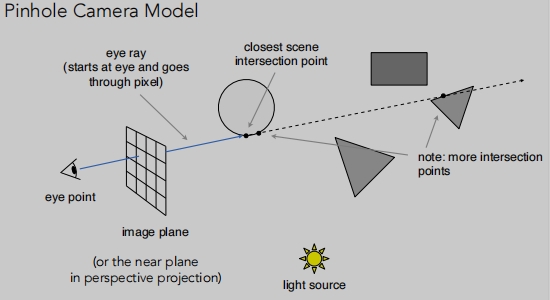 Pinhole Camera Model
eye ray
(starts at eye and goes
through pixel)
closest scene
intersection point
note: more intersection
points
eye point
image plane
(or the near plane
in perspective projection)
light source